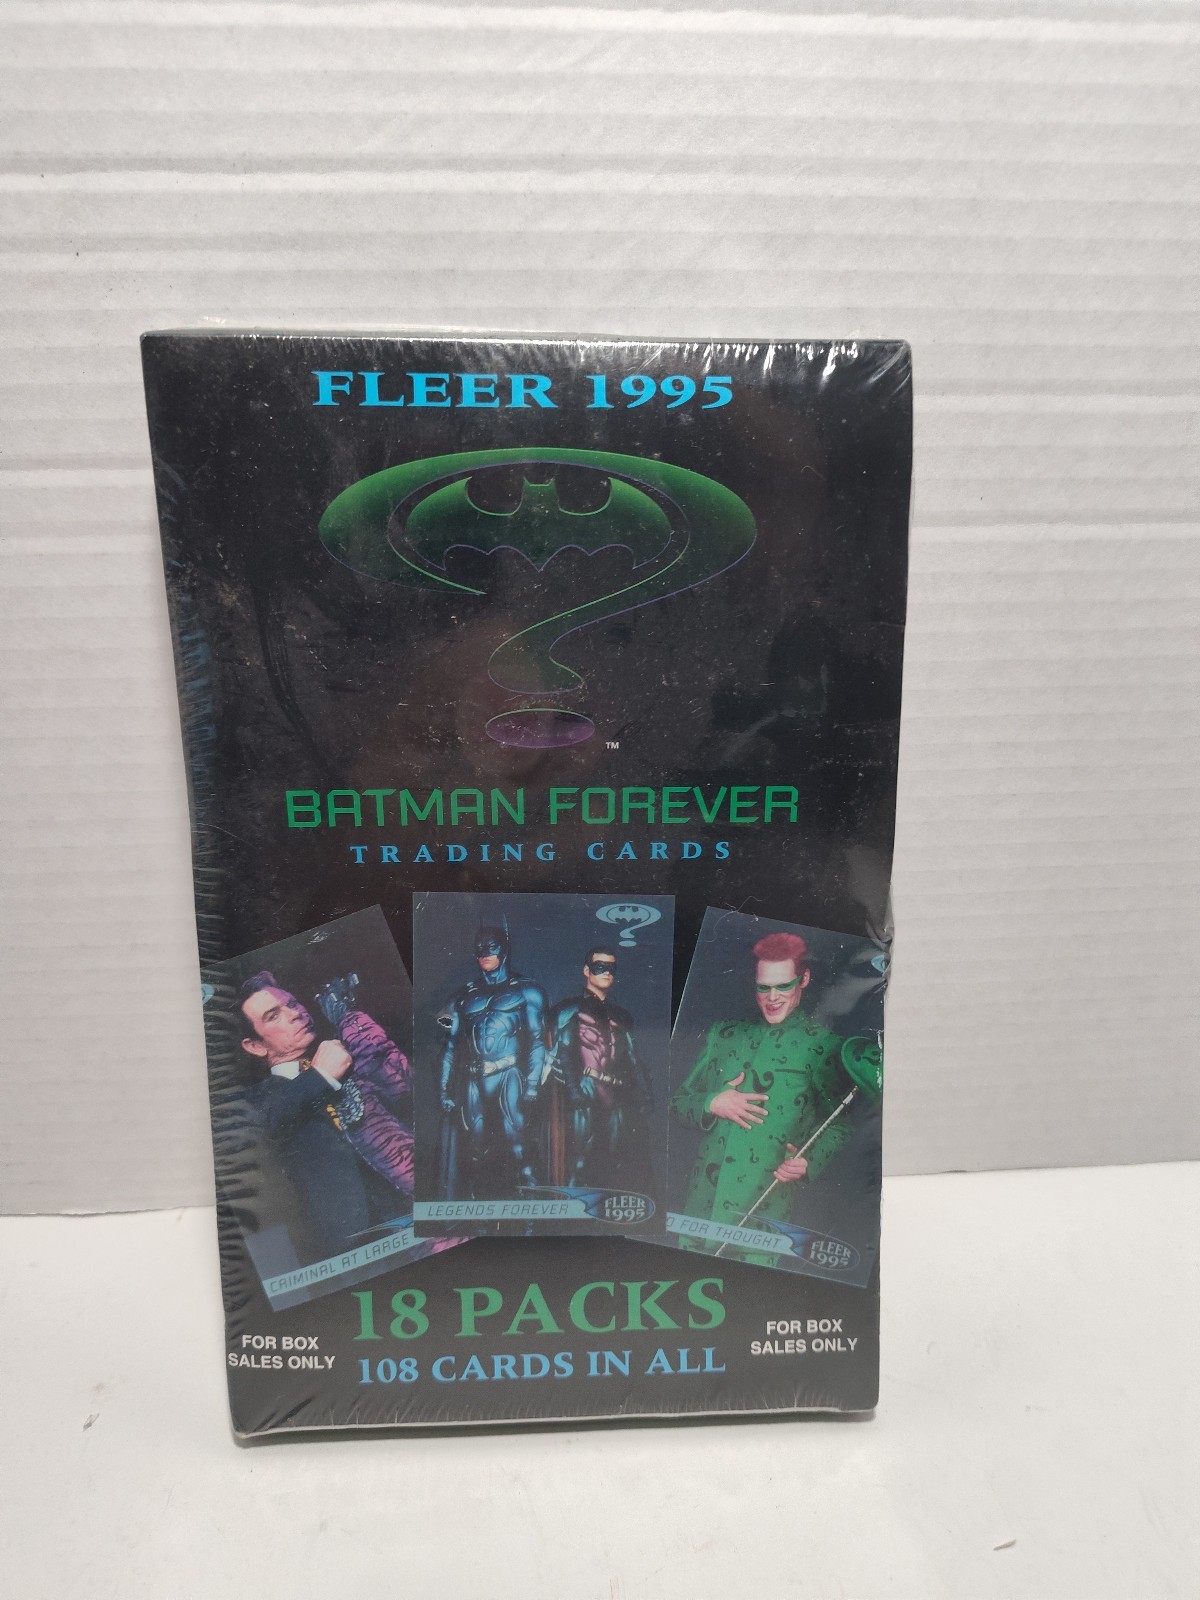 FLEER 1995
TM
BATMAN FOREVER
TRADING CARDS
CRIMINAL AT LARGE
LEGENDS FOREVER
FLEER
1995
FOR THOUGHT
FLEER
1995
18 PACKS
108 CARDS IN ALL
FOR BOX
SALES ONLY
FOR BOX
SALES ONLY